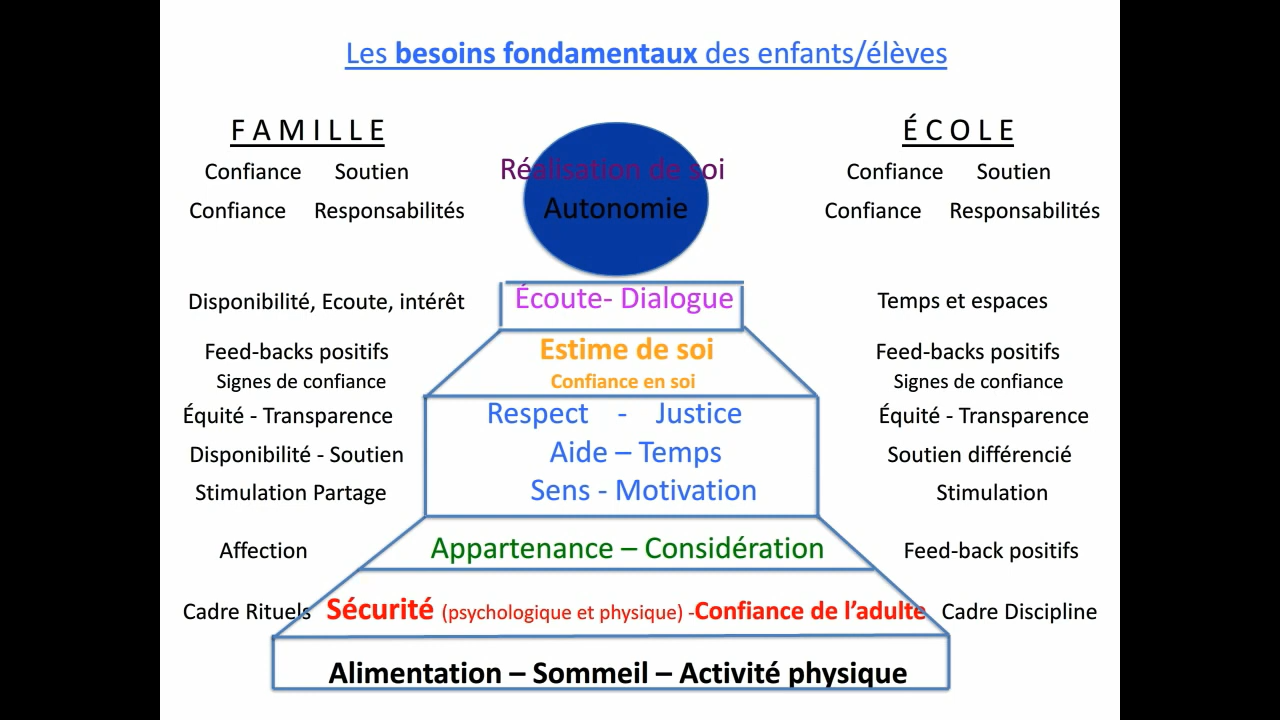 Les besoins fondamentaux des enfants/élèves
FAMILLE ÉCOLE
Confiance Soutien Réalisation de soi Confiance Soutien
Confiance Responsabilités Autonomie Confiance Responsabilités
Disponibilité, Ecoute, intérêt Écoute- Dialogue Temps et espaces
Feed-backs positifs Estime de soi Feed-backs positifs
Signes de confiance Confiance en soi Signes de confiance
Équité - Transparence Respect - Justice Équité - Transparence
Disponibilité - Soutien Aide – Temps Soutien différencié
Stimulation Partage Sens - Motivation Stimulation
Affection Appartenance – Considération Feed-back positifs
Cadre Rituels Sécurité (psychologique et physique) -Confiance de l’adulte Cadre Discipline
Alimentation – Sommeil – Activité physique